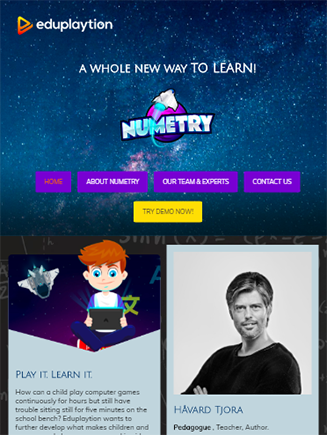 eduplaytion
A WHOLE NEW WAY TO LEARN!
NUMETRY
HOME
ABOUT NUMETRY
OUR TEAM & EXPERTS
CONTACT US
TRY DEMO NOW!
文
Play it. Learn it.
How can a child play computer games
continuously for hours but still have
trouble sitting still for five minutes on the
school bench? Eduplaytion wants to
further develop what makes children and
Håvard Tjora
Pedagogue , Teacher, Author.